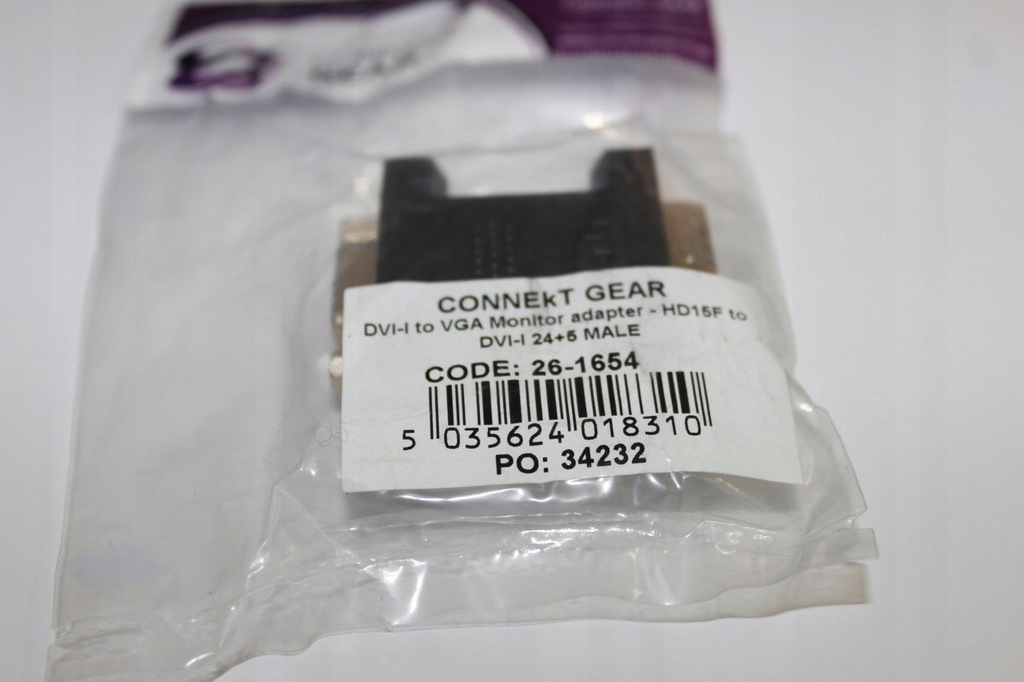 CONNEkT GEAR
DVI-I to VGA Monitor adapter - HD15F to
DVI-I 24+5 MALE
CODE: 26-1654
5 035624 018310
PO: 34232